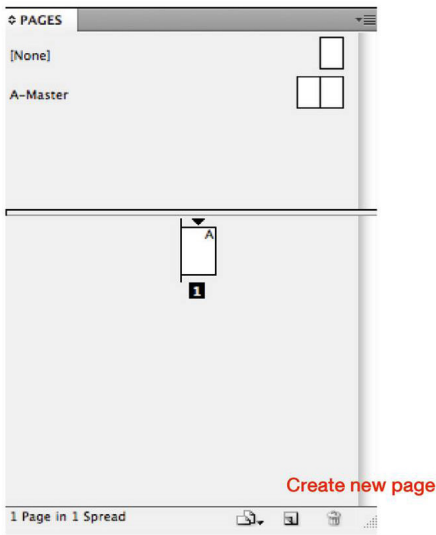 PAGES
[None]
A-Master
A
1
Create new page
1 Page in 1 Spread